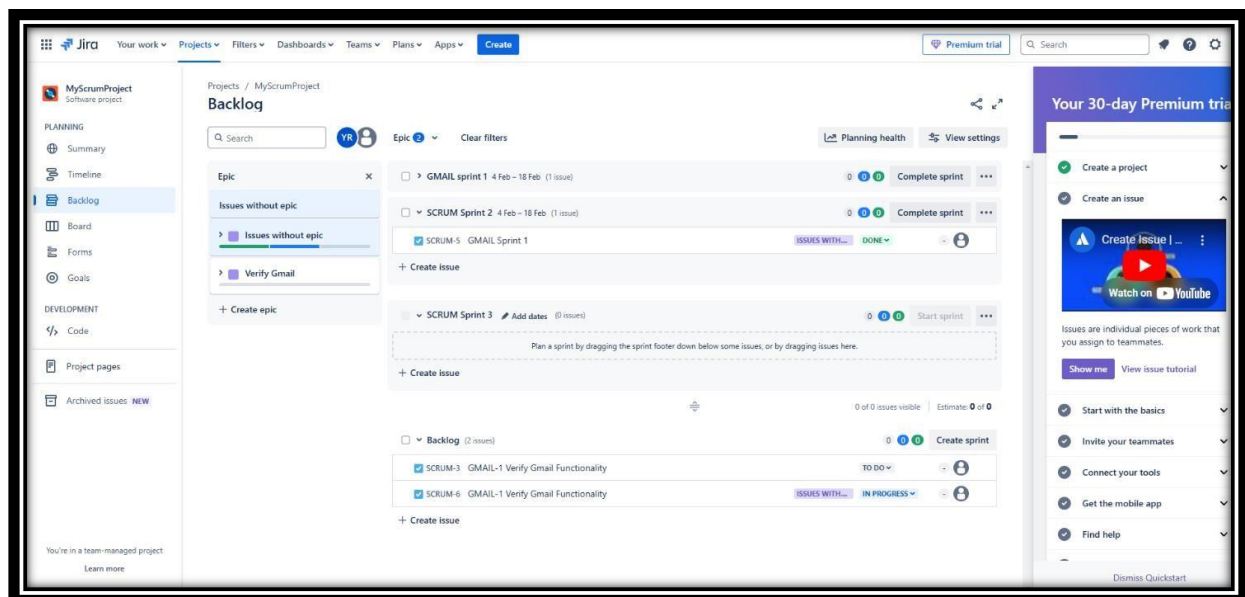 Jira Your work Projects Filters Dashboards Teams Plans Apps Create Premium trial Search
MyScrumProject
Software project
PLANNING
Summary
Timeline
Backlog
Board
Forms
Goals
DEVELOPMENT
Code
Project pages
Archived issues NEW
You're in a team-managed project
Learn more
Projects / MyScrumProject
Backlog
Search YR Epic 2 Clear filters Planning health View settings
Epic
Issues without epic
Issues without epic
Verify Gmail
+ Create epic
GMAIL sprint 1 4 Feb – 18 Feb (1 issue) 0 0 0 Complete sprint
SCRUM Sprint 2 4 Feb – 18 Feb (1 issue) 0 0 0 Complete sprint
SCRUM-5 GMAIL Sprint 1 ISSUES WITH... DONE -
+ Create issue
SCRUM Sprint 3 Add dates (0 issues) 0 0 0 Start sprint
Plan a sprint by dragging the sprint footer down below some issues, or by dragging issues here.
+ Create issue
0 of 0 issues visible Estimate: 0 of 0
Backlog (2 issues) 0 0 0 Create sprint
SCRUM-3 GMAIL-1 Verify Gmail Functionality TO DO -
SCRUM-6 GMAIL-1 Verify Gmail Functionality ISSUES WITH... IN PROGRESS -
+ Create issue
Your 30-day Premium tria
Create a project
Create an issue
Create Issue | ...
Watch on YouTube
Issues are individual pieces of work that
you assign to teammates.
Show me View issue tutorial
Start with the basics
Invite your teammates
Connect your tools
Get the mobile app
Find help
Dismiss Quickstart